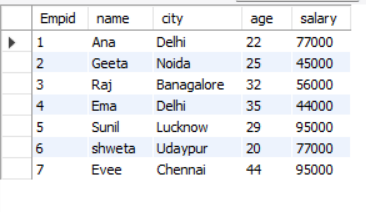 Empid name city age salary
1 Ana Delhi 22 77000
2 Geeta Noida 25 45000
3 Raj Banagalore 32 56000
4 Ema Delhi 35 44000
5 Sunil Lucknow 29 95000
6 shweta Udaypur 20 77000
7 Evee Chennai 44 95000